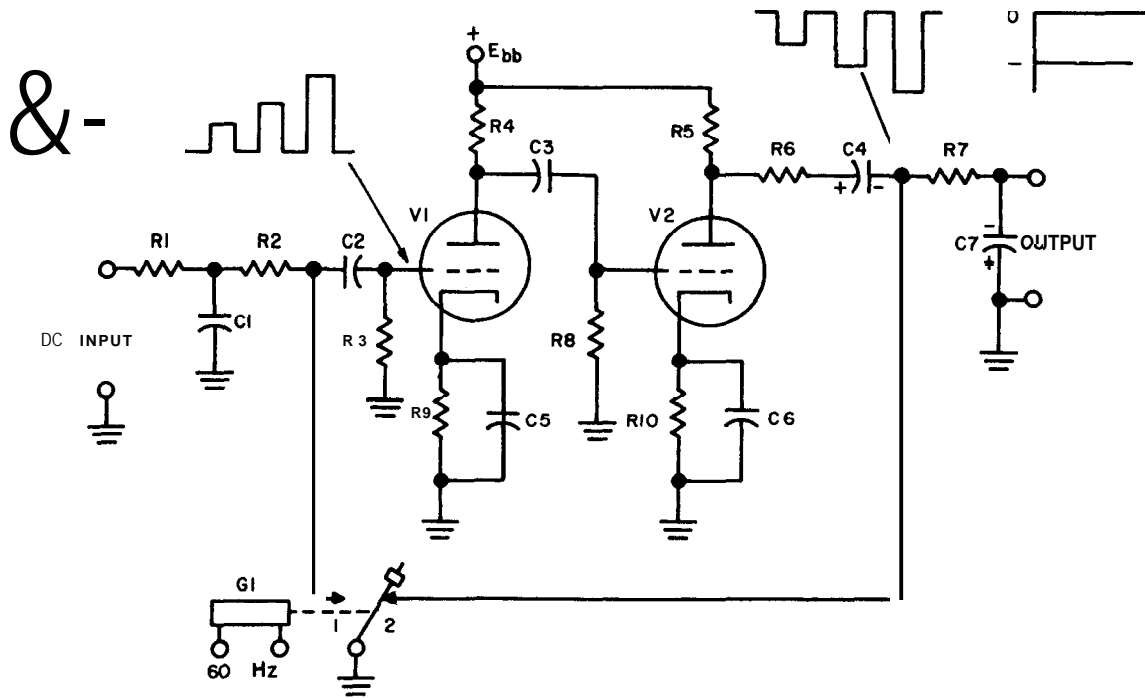 &-
+
E bb
0
–
R4
R5
C3
R6
C4
R7
+
-
V1
V2
R1
R2
C2
C7
-
+
OUTPUT
C1
R3
R8
DC INPUT
R9
C5
R10
C6
G1
1
2
60 Hz